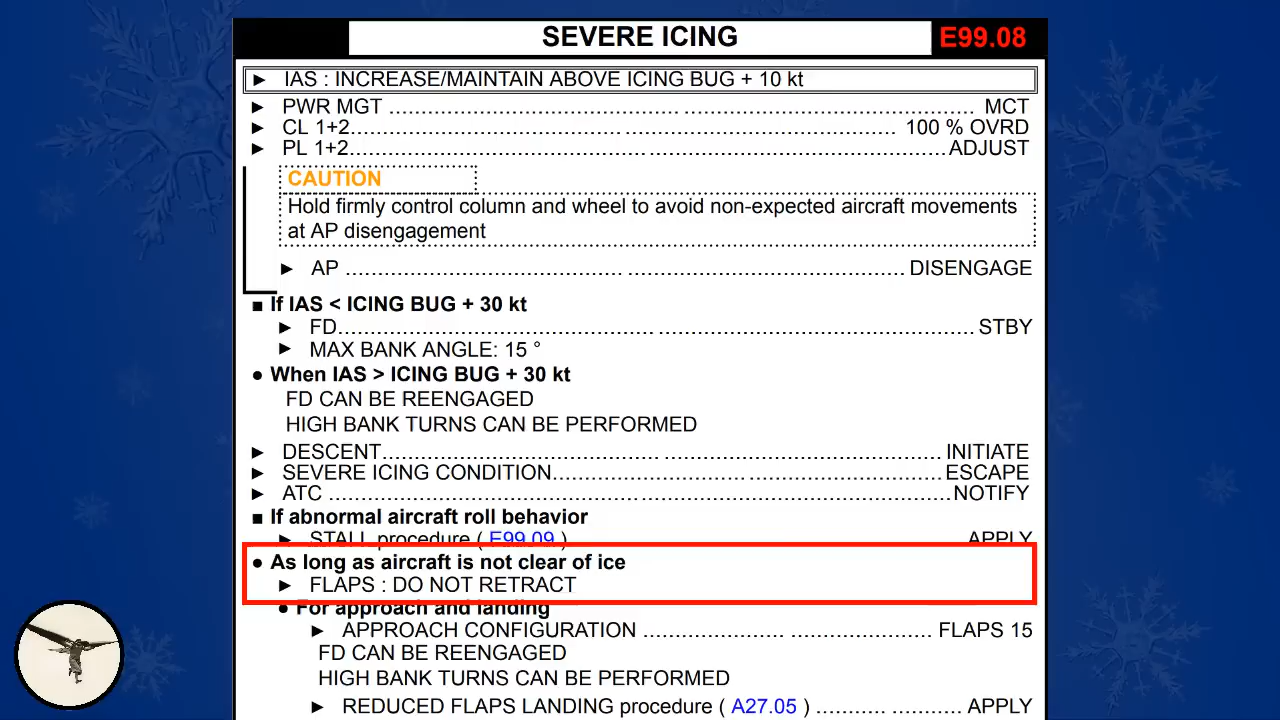 SEVERE ICING E99.08
► IAS : INCREASE/MAINTAIN ABOVE ICING BUG + 10 kt
► PWR MGT ................................................................ MCT
► CL 1+2................................................................ 100 % OVRD
► PL 1+2................................................................ADJUST
CAUTION
Hold firmly control column and wheel to avoid non-expected aircraft movements
at AP disengagement
► AP ................................................................ DISENGAGE
■ If IAS < ICING BUG + 30 kt
► FD................................................................ STBY
► MAX BANK ANGLE: 15 °
● When IAS > ICING BUG + 30 kt
FD CAN BE REENGAGED
HIGH BANK TURNS CAN BE PERFORMED
► DESCENT................................................................ INITIATE
► SEVERE ICING CONDITION................................................................ ESCAPE
► ATC ................................................................NOTIFY
■ If abnormal aircraft roll behavior
► STALL procedure ( E99.09 ) APPLY
● As long as aircraft is not clear of ice
► FLAPS : DO NOT RETRACT
● For approach and landing
► APPROACH CONFIGURATION ................................................ FLAPS 15
FD CAN BE REENGAGED
HIGH BANK TURNS CAN BE PERFORMED
► REDUCED FLAPS LANDING procedure ( A27.05 ) .......... .......... APPLY